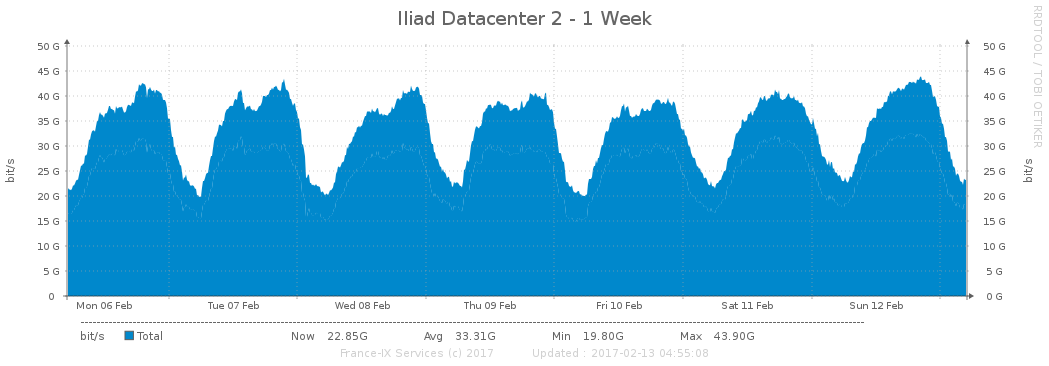 Iliad Datacenter 2 - 1 Week
RRDTOOL / TOBI OETIKER
50 G 50 G
45 G 45 G
40 G 40 G
35 G 35 G
30 G 30 G
25 G 25 G
20 G 20 G
15 G 15 G
10 G 10 G
5 G 5 G
0 0 G
bit/s bit/s
Mon 06 Feb Tue 07 Feb Wed 08 Feb Thu 09 Feb Fri 10 Feb Sat 11 Feb Sun 12 Feb
bit/s Total Now 22.85G Avg 33.31G Min 19.80G Max 43.90G
France-IX Services (c) 2017 Updated : 2017-02-13 04:55:08